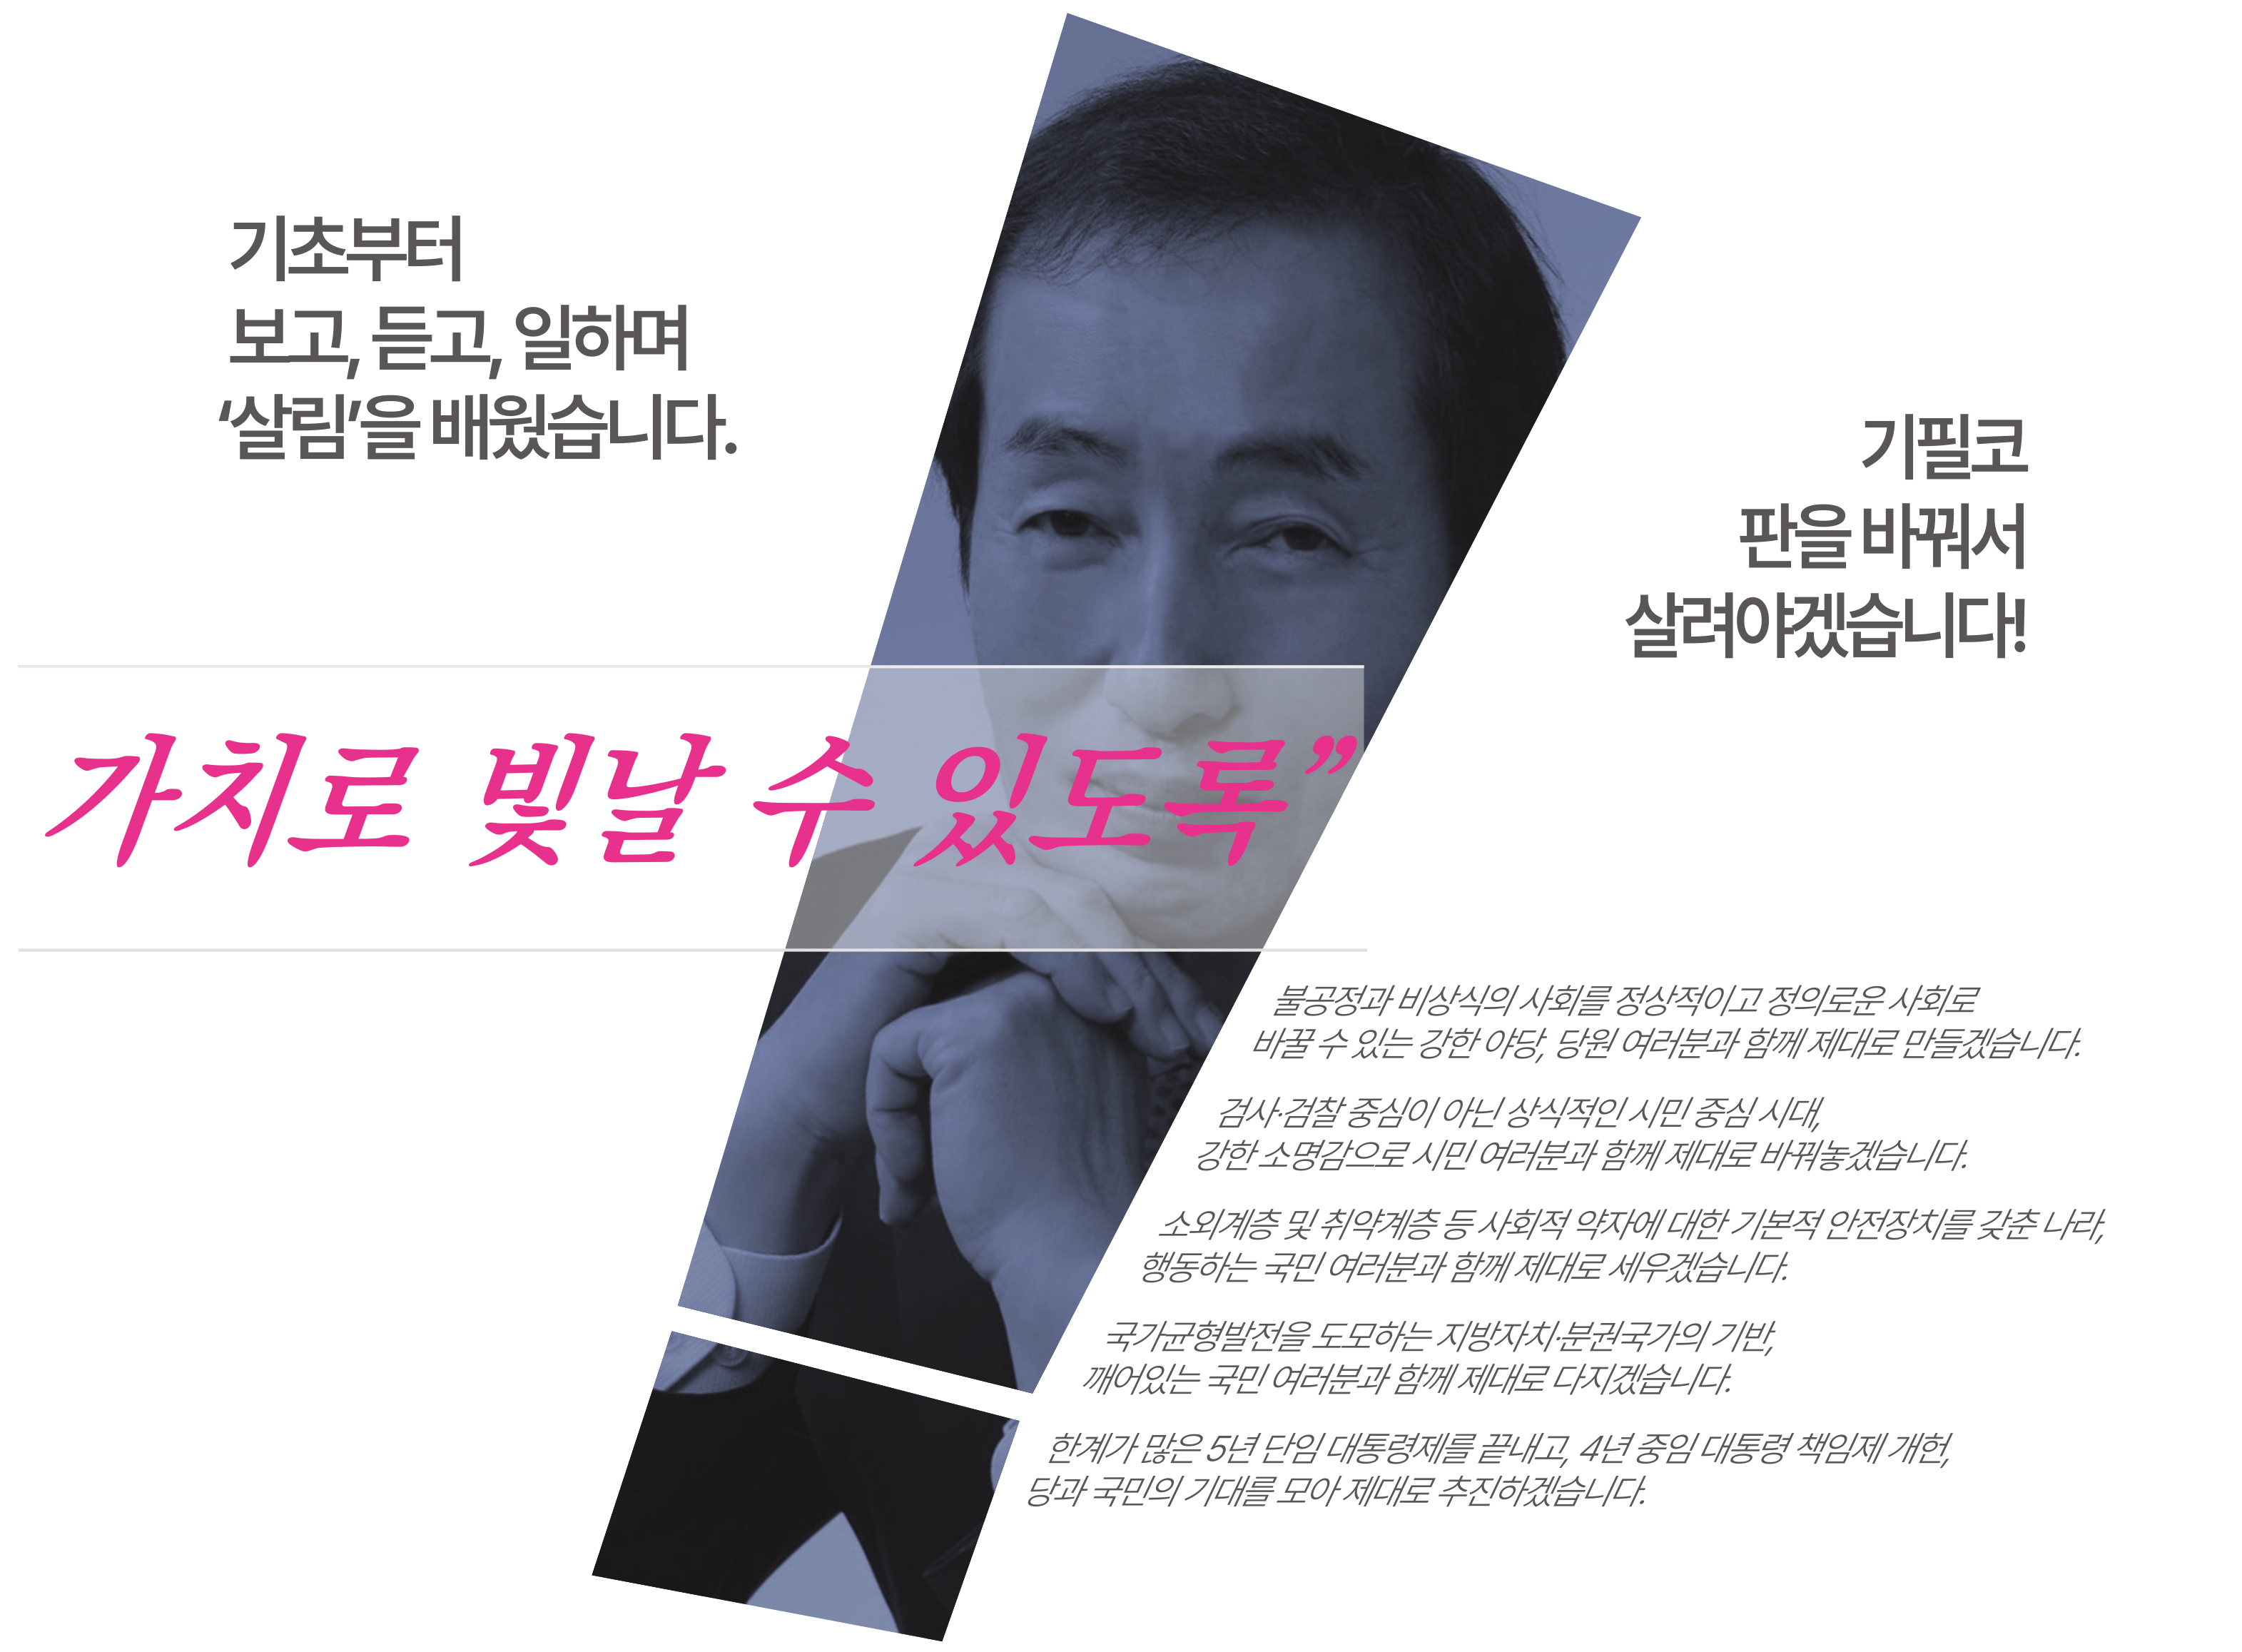 기초부터
보고, 듣고, 일하며
‘살림’을 배웠습니다.
기필코
판을 바꿔서
살려야겠습니다!
가치로 빛날 수 있도록”
불공정과 비상식의 사회를 정상적이고 정의로운 사회로
바꿀 수 있는 강한 야당, 당원 여러분과 함께 제대로 만들겠습니다.
검사·검찰 중심이 아닌 상식적인 시민 중심 시대,
강한 소명감으로 시민 여러분과 함께 제대로 바꿔놓겠습니다.
소외계층 및 취약계층 등 사회적 약자에 대한 기본적 안전장치를 갖춘 나라,
행동하는 국민 여러분과 함께 제대로 세우겠습니다.
국가균형발전을 도모하는 지방자치·분권국가의 기반,
깨어있는 국민 여러분과 함께 제대로 다지겠습니다.
한계가 많은 5년 단임 대통령제를 끝내고, 4년 중임 대통령 책임제 개헌,
당과 국민의 기대를 모아 제대로 추진하겠습니다.